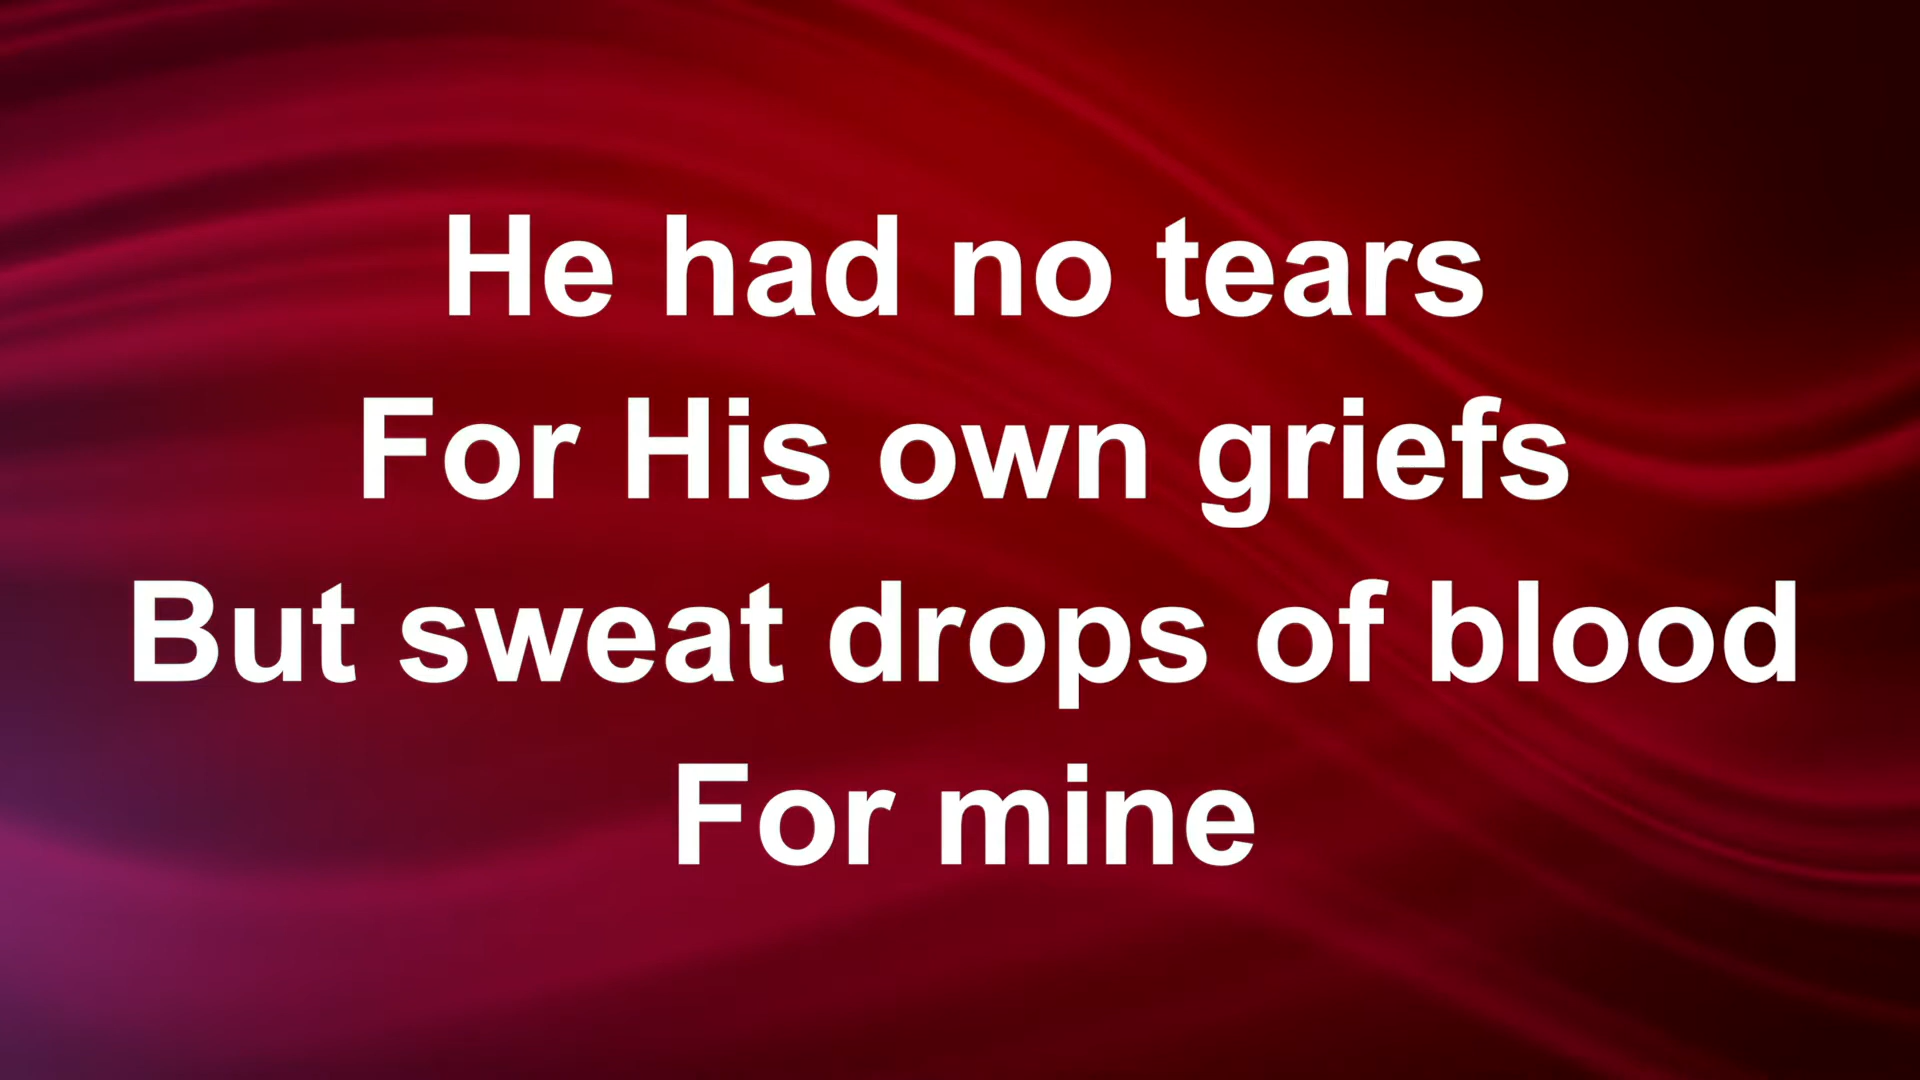 He had no tears
For His own griefs
But sweat drops of blood
For mine